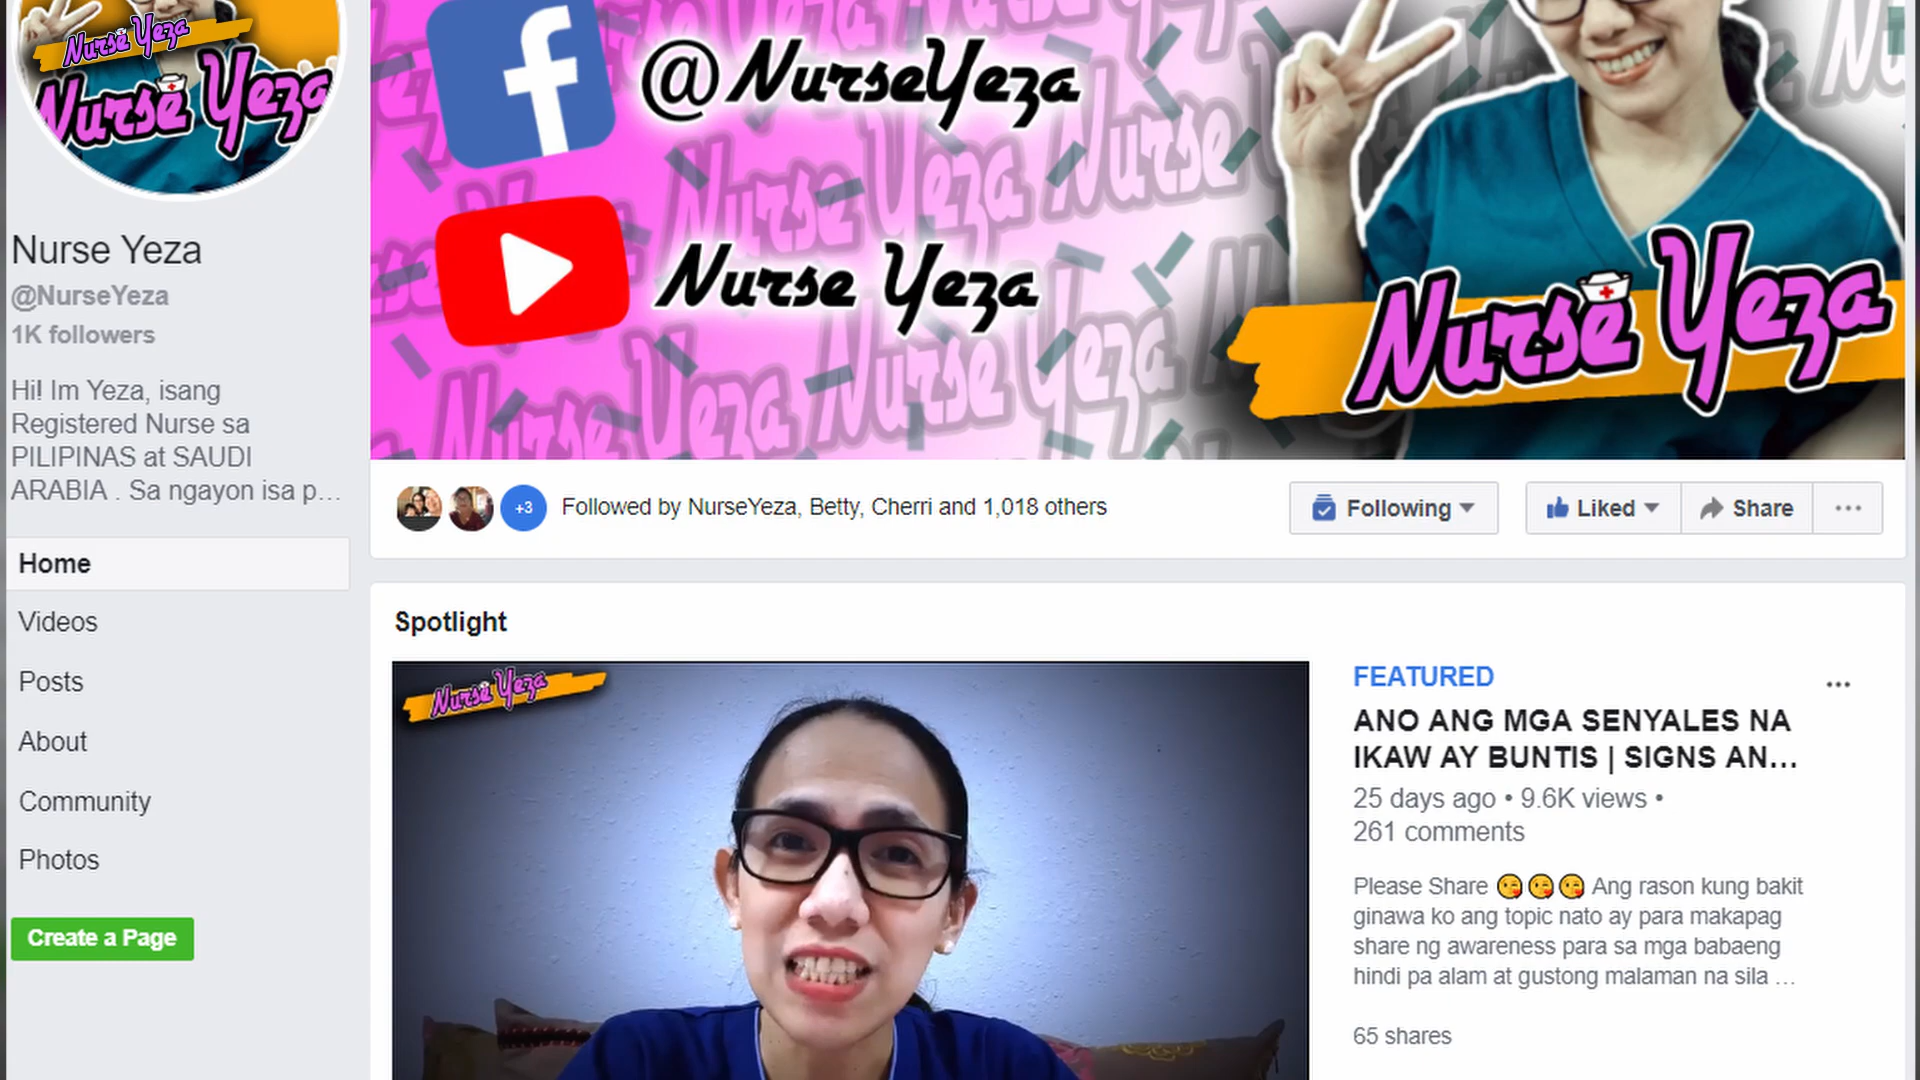 Nurse Yeza
Nurse Yeza
@NurseYeza
Nurse Yeza
Nurse Yeza
Nurse Yeza
@NurseYeza
1K followers
Hi! Im Yeza, isang
Registered Nurse sa
PILIPINAS at SAUDI
ARABIA . Sa ngayon isa p...
Home
Videos
Posts
About
Community
Photos
Create a Page
+3
Followed by NurseYeza, Betty, Cherri and 1,018 others
Following
Liked
Share
Spotlight
Nurse Yeza
FEATURED
ANO ANG MGA SENYALES NA
IKAW AY BUNTIS | SIGNS AN...
25 days ago • 9.6K views •
261 comments
Please Share 😘😘😘 Ang rason kung bakit
ginawa ko ang topic nato ay para makapag
share ng awareness para sa mga babaeng
hindi pa alam at gustong malaman na sila ...
65 shares